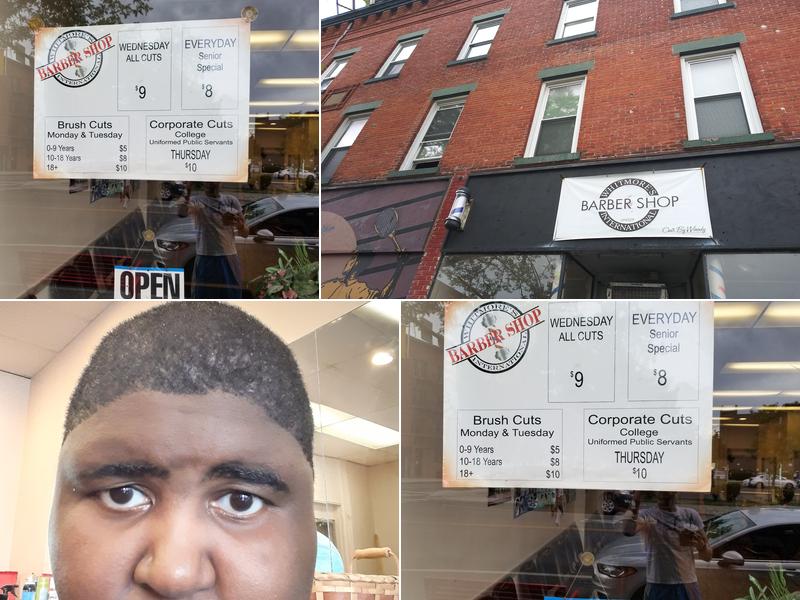 WHITMORE'S
BARBER SHOP
INTERNATIONAL
WEDNESDAY
ALL CUTS
$9
EVERYDAY
Senior
Special
$8
Brush Cuts
Monday & Tuesday
0-9 Years $5
10-18 Years $8
18+ $10
Corporate Cuts
College
Uniformed Public Servants
THURSDAY
$10
OPEN
WHITMORE'S
BARBER SHOP
INTERNATIONAL
Cuts By Woody
WHITMORE'S
BARBER SHOP
INTERNATIONAL
WEDNESDAY
ALL CUTS
$9
EVERYDAY
Senior
Special
$8
Brush Cuts
Monday & Tuesday
0-9 Years $5
10-18 Years $8
18+ $10
Corporate Cuts
College
Uniformed Public Servants
THURSDAY
$10